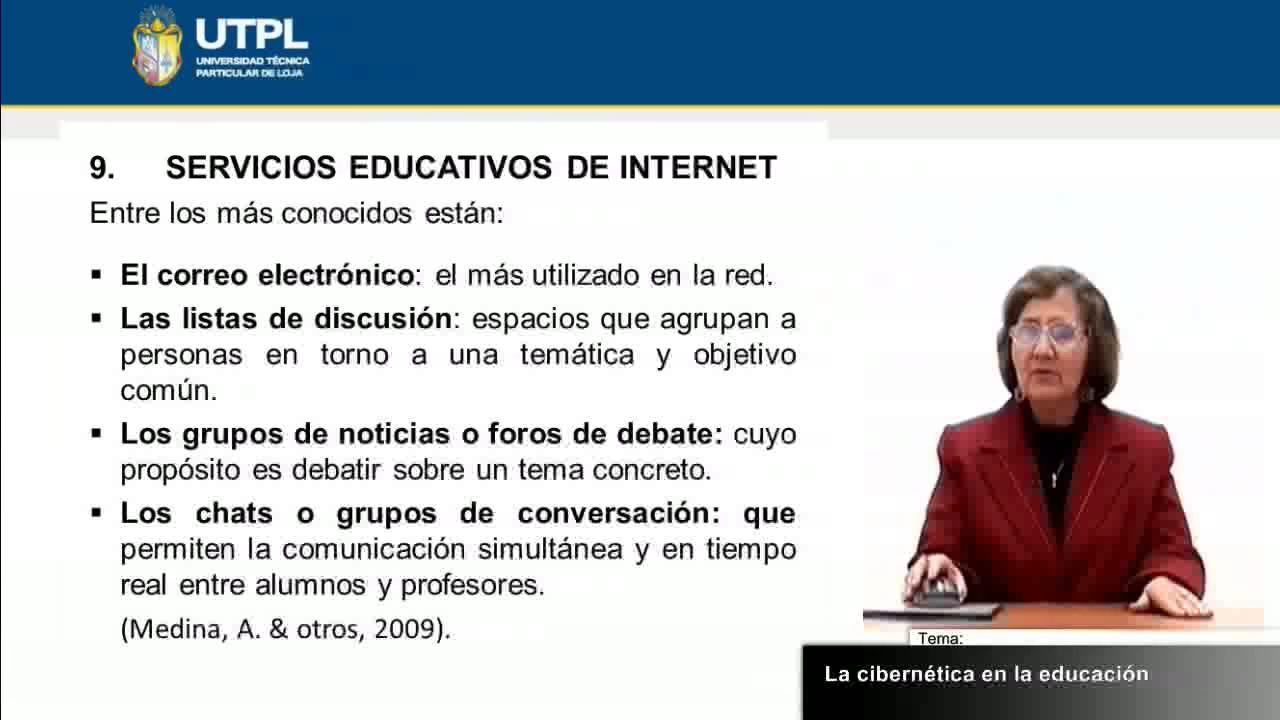 UTPL
UNIVERSIDAD TÉCNICA
PARTICULAR DE LOJA
9. SERVICIOS EDUCATIVOS DE INTERNET
Entre los más conocidos están:
▪ El correo electrónico: el más utilizado en la red.
▪ Las listas de discusión: espacios que agrupan a
personas en torno a una temática y objetivo
común.
▪ Los grupos de noticias o foros de debate: cuyo
propósito es debatir sobre un tema concreto.
▪ Los chats o grupos de conversación: que
permiten la comunicación simultánea y en tiempo
real entre alumnos y profesores.
(Medina, A. & otros, 2009).
Tema:
La cibernética en la educación